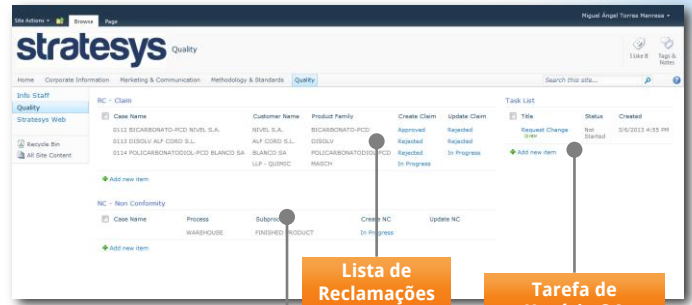 Site Actions Browse Page Miguel Ángel Torres Manresa
stratesys Quality
I Like It Tags & Notes
Home Corporate Information Marketing & Communication Methodology & Standards Quality Search this site...
Info Staff
Quality
Stratesys Web
Recycle Bin
All Site Content
RC - Claim
Case Name Customer Name Product Family Create Claim Update Claim
0112 BICARBONATO-PCD NIVEL S.A. NIVEL S.A. BICARBONATO-PCD Approved Rejected
0113 DISOLV ALF CORD S.L. ALF CORD S.L. DISOLV Rejected Rejected
0114 POLICARBONATODIOL-PCD BLANCO SA BLANCO SA POLICARBONATODIOL-PCD Rejected In Progress
LLP - QUIMSC MASCH In Progress
Add new item
NC - Non Conformity
Case Name Process Create NC Update NC
WAREHOUSE FINISHED PRODUCT In Progress
Add new item
Task List
Title Status Created
Request Change Not Started 3/6/2013 4:55 PM
Add new item
Lista de
Reclamações
Tarefa de